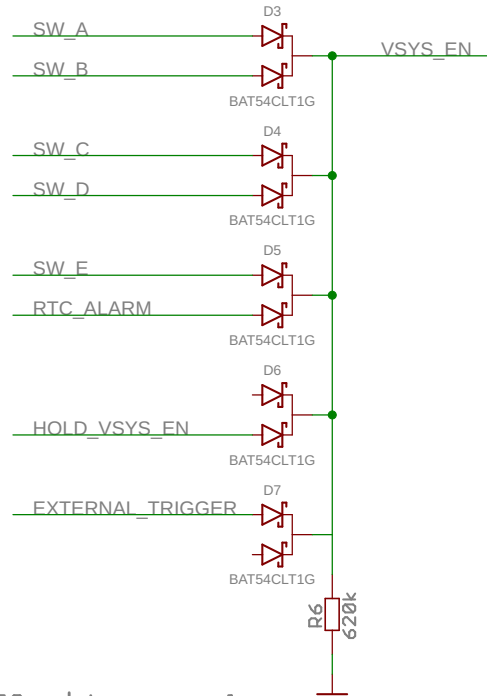 D3
SW_A
VSYS_EN
SW_B
BAT54CLT1G
D4
SW_C
SW_D
BAT54CLT1G
D5
SW_E
RTC_ALARM
BAT54CLT1G
D6
HOLD_VSYS_EN
BAT54CLT1G
D7
EXTERNAL_TRIGGER
BAT54CLT1G
R6
620k